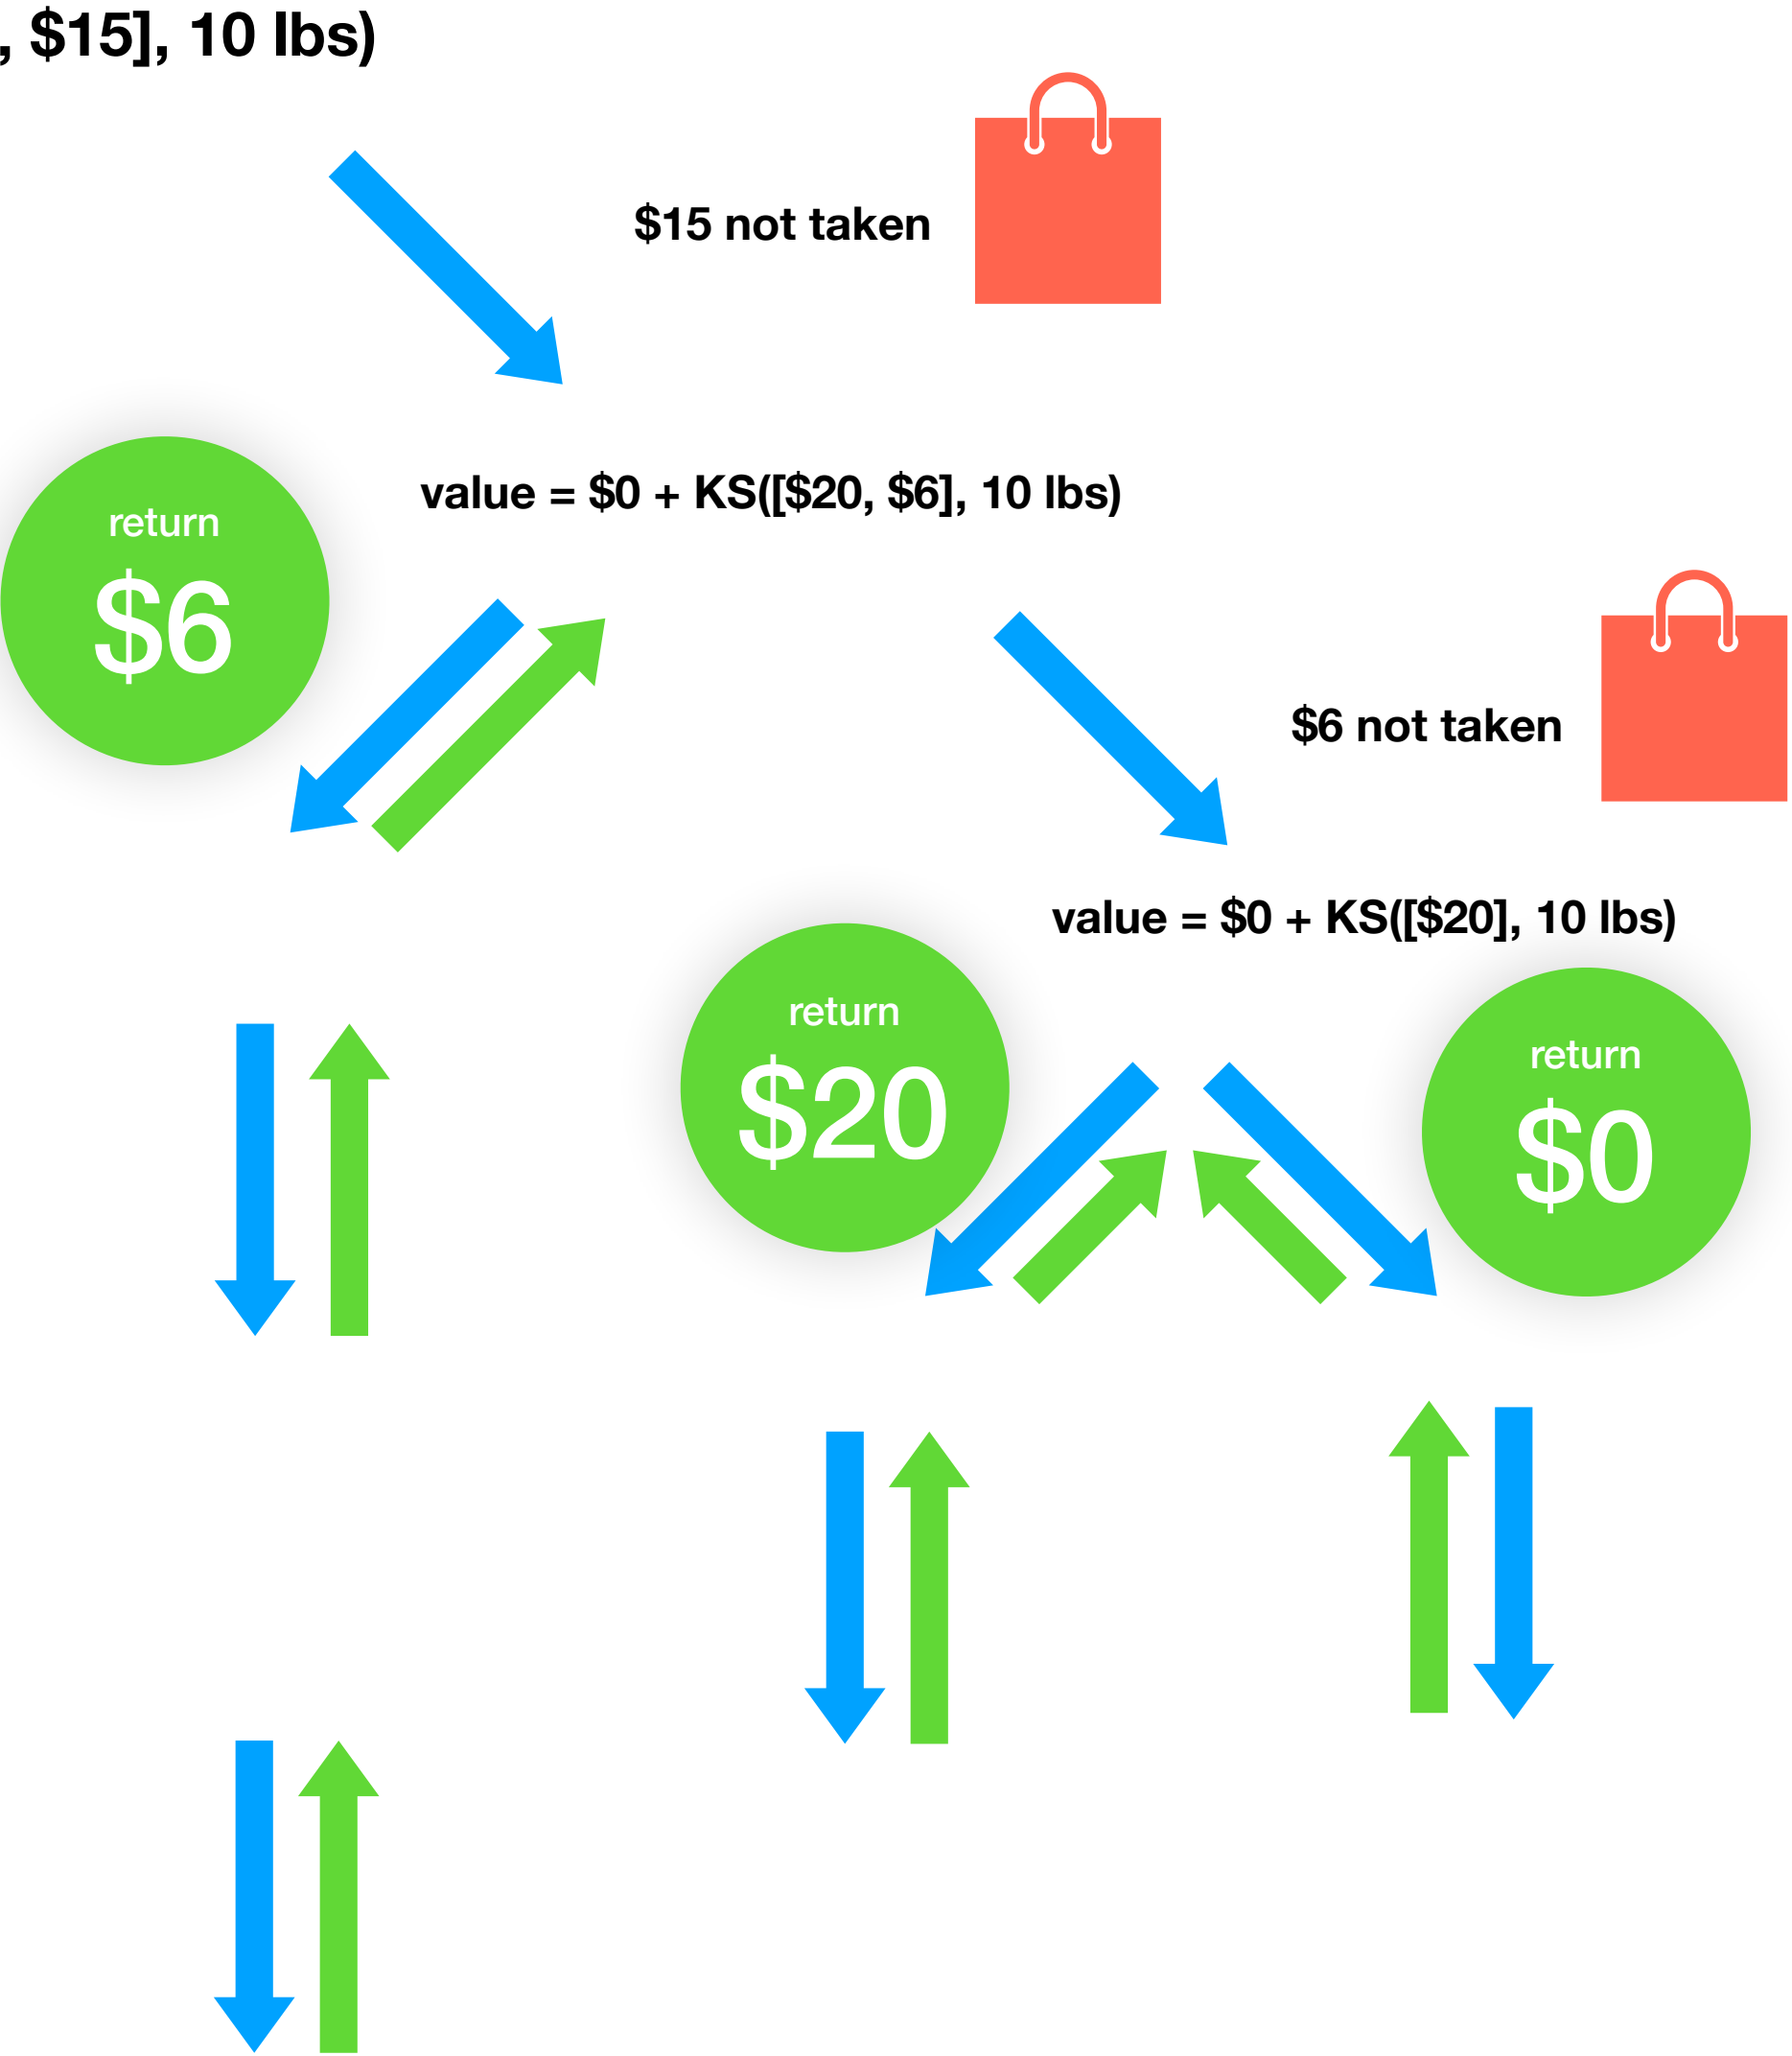 , $15], 10 lbs)
$15 not taken
value = $0 + KS([$20, $6], 10 lbs)
return
$6
$6 not taken
value = $0 + KS([$20], 10 lbs)
return
$20
return
$0